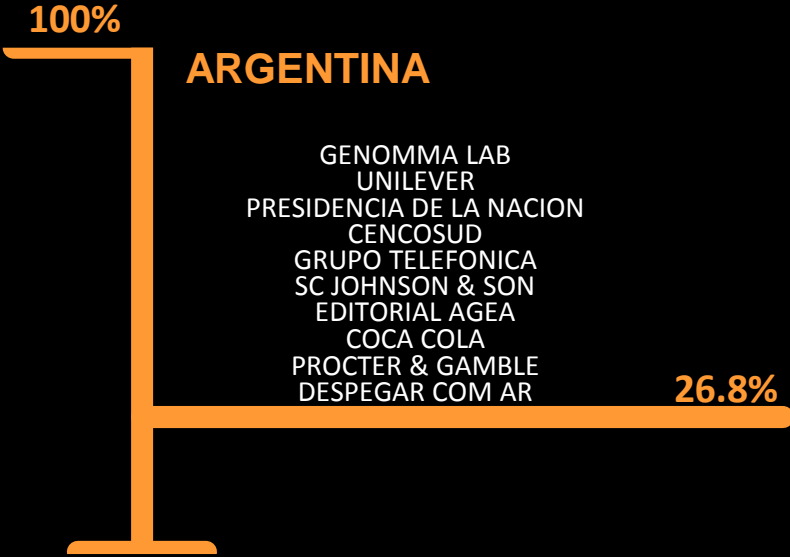 100%
ARGENTINA
GENOMMA LAB
UNILEVER
PRESIDENCIA DE LA NACION
CENCOSUD
GRUPO TELEFONICA
SC JOHNSON & SON
EDITORIAL AGEA
COCA COLA
PROCTER & GAMBLE
DESPEGAR COM AR
26.8%